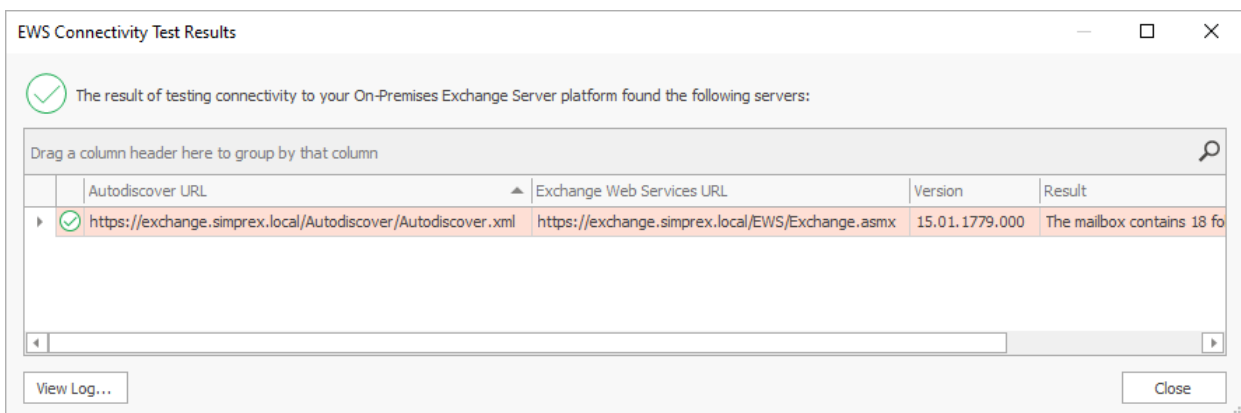 EWS Connectivity Test Results
The result of testing connectivity to your On-Premises Exchange Server platform found the following servers:
Drag a column header here to group by that column
Autodiscover URL Exchange Web Services URL Version Result
https://exchange.simprex.local/Autodiscover/Autodiscover.xml https://exchange.simprex.local/EWS/Exchange.asmx 15.01.1779.000 The mailbox contains 18 fo
View Log... Close